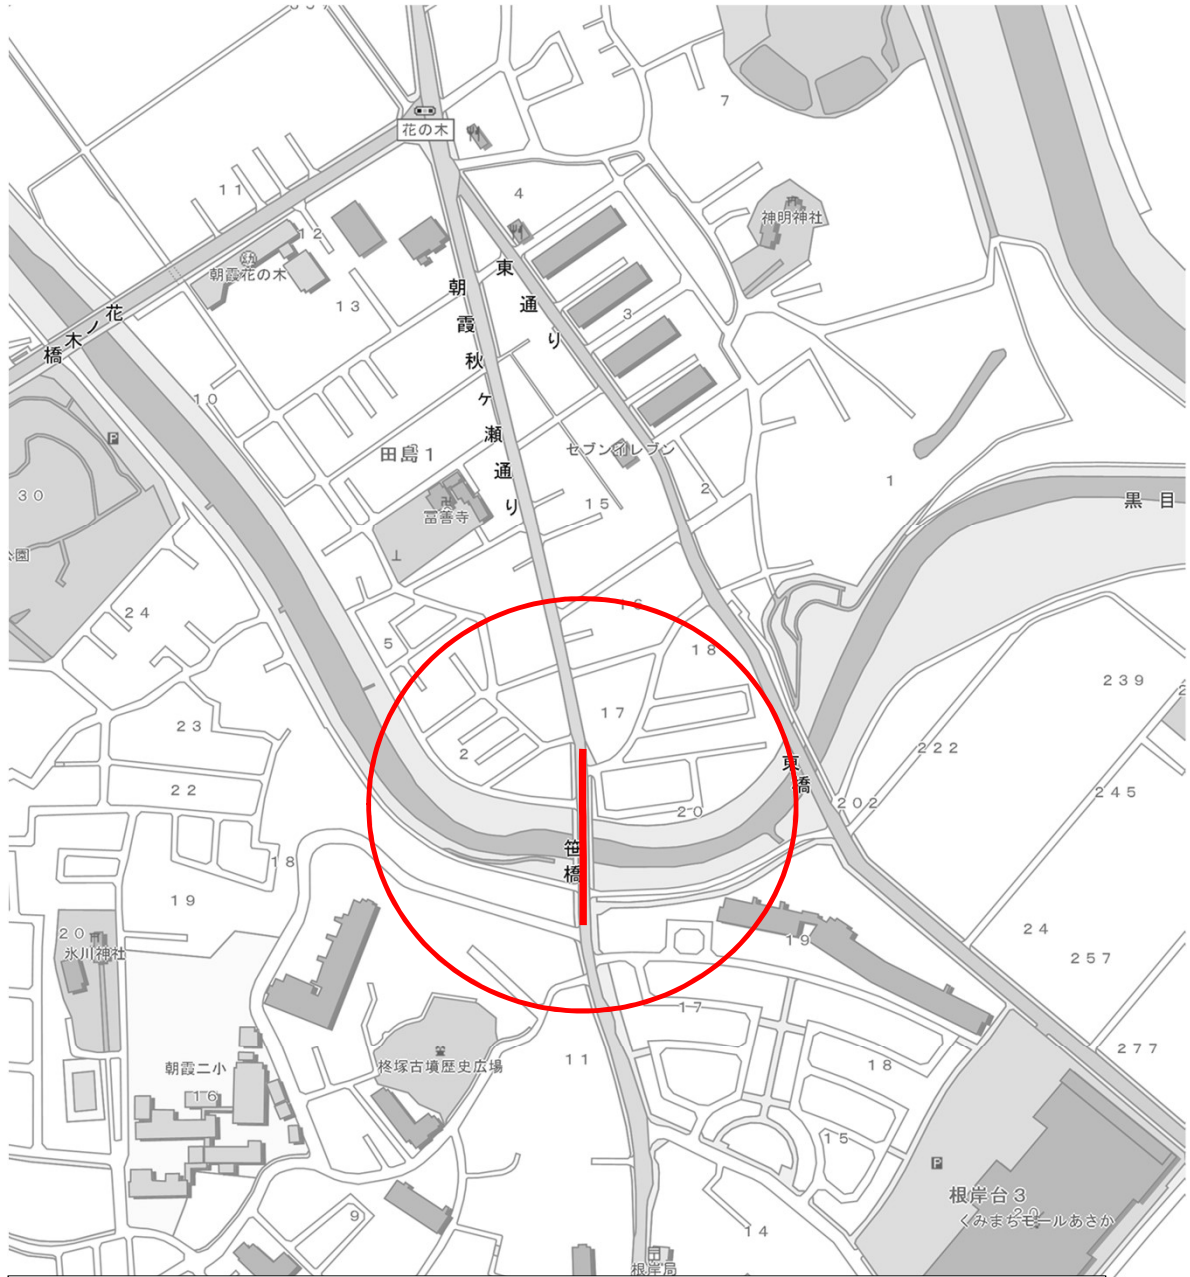 花の木
7
11
4
12
神明神社
朝霞花の木
東通り
朝霞秋ヶ瀬通り
花ノ木橋
13
3
10
P
田島1
セブンイレブン
2
1
30
15
富善寺
黒目
公園
24
16
5
18
239
23
17
222
2
東橋
245
22
20
202
笹橋
18
19
24
20
19
氷川神社
257
17
277
11
18
柊塚古墳歴史広場
朝霞二小
16
15
P
根岸台3
20
くみまちモールあさか
9
14
根岸局